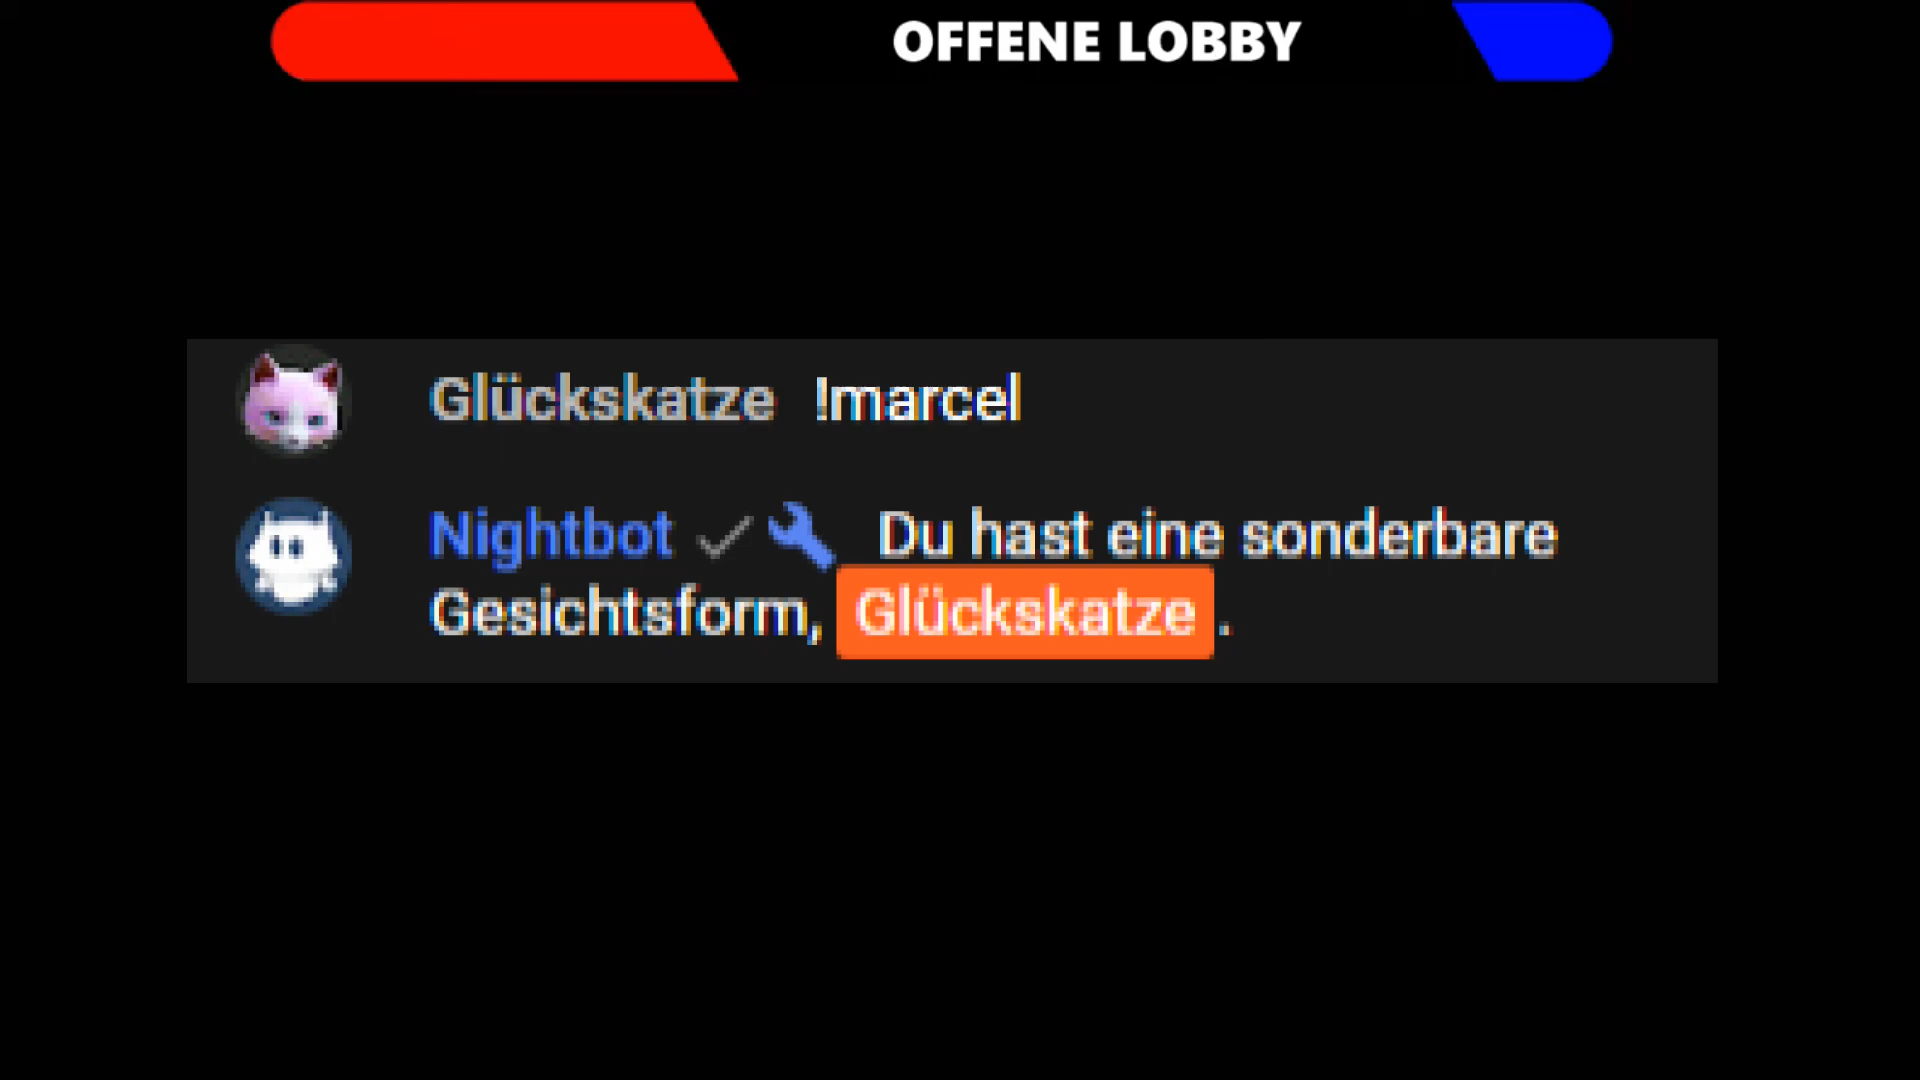 OFFENE LOBBY
Glückskatze !marcel
Nightbot Du hast eine sonderbare
Gesichtsform, Glückskatze .